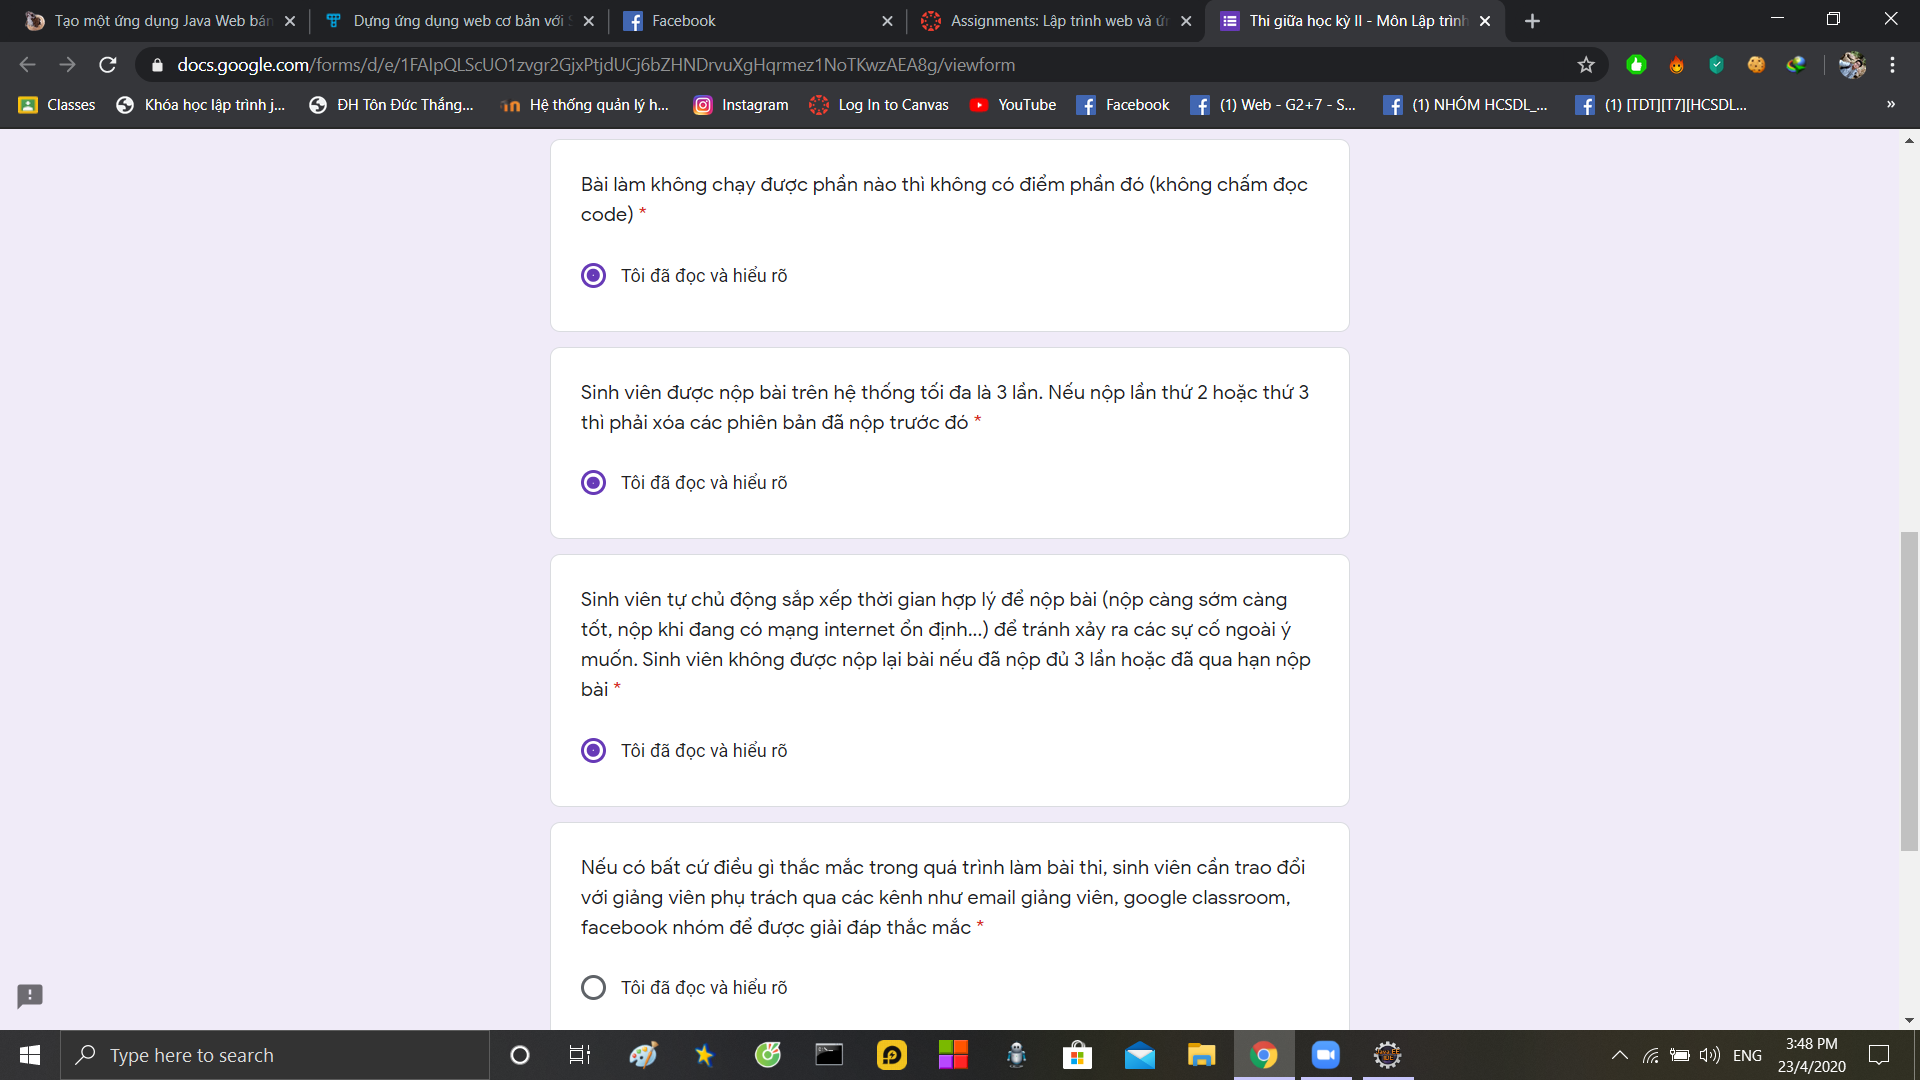 Tạo một ứng dụng Java Web bán
Dựng ứng dụng web cơ bản với S
Facebook
Assignments: Lập trình web và ứn
Thi giữa học kỳ II - Môn Lập trình
docs.google.com/forms/d/e/1FAIpQLScUO1zvgr2GjxPtjdUCj6bZHNDrvuXgHqrmez1NoTKwzAEA8g/viewform
Classes
Khóa học lập trình j...
ĐH Tôn Đức Thắng...
Hệ thống quản lý h...
Instagram
Log In to Canvas
YouTube
Facebook
(1) Web - G2+7 - S...
(1) NHÓM HCSDL_...
(1) [TDT][T7][HCSDL...
»
Bài làm không chạy được phần nào thì không có điểm phần đó (không chấm đọc
code) *
Tôi đã đọc và hiểu rõ
Sinh viên được nộp bài trên hệ thống tối đa là 3 lần. Nếu nộp lần thứ 2 hoặc thứ 3
thì phải xóa các phiên bản đã nộp trước đó *
Tôi đã đọc và hiểu rõ
Sinh viên tự chủ động sắp xếp thời gian hợp lý để nộp bài (nộp càng sớm càng
tốt, nộp khi đang có mạng internet ổn định...) để tránh xảy ra các sự cố ngoài ý
muốn. Sinh viên không được nộp lại bài nếu đã nộp đủ 3 lần hoặc đã qua hạn nộp
bài *
Tôi đã đọc và hiểu rõ
Nếu có bất cứ điều gì thắc mắc trong quá trình làm bài thi, sinh viên cần trao đổi
với giảng viên phụ trách qua các kênh như email giảng viên, google classroom,
facebook nhóm để được giải đáp thắc mắc *
Tôi đã đọc và hiểu rõ
Type here to search
ENG
3:48 PM
23/4/2020